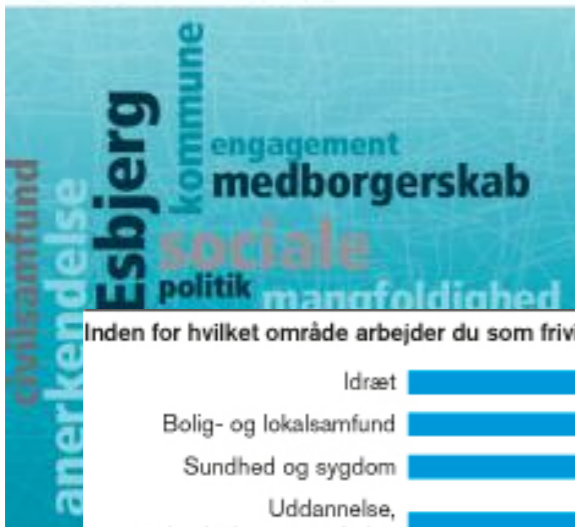 kommune
Esbjerg
engagement
medborgerskab
civilsamfund
anerkendelse
sociale
politik
mangfoldighed
Inden for hvilket område arbejder du som
Idræt
Bolig- og lokalsamfund
Sundhed og sygdom
Uddannelse,